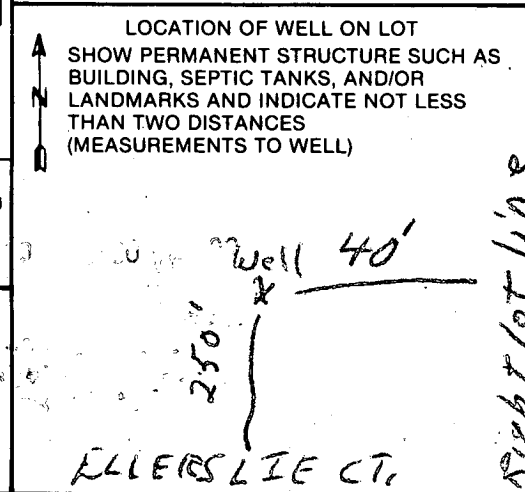 LOCATION OF WELL ON LOT
SHOW PERMANENT STRUCTURE SUCH AS
BUILDING, SEPTIC TANKS, AND/OR
LANDMARKS AND INDICATE NOT LESS
THAN TWO DISTANCES
(MEASUREMENTS TO WELL)
N
Well 40'
x
250'
Right lot line
ELLERSLIE CT.